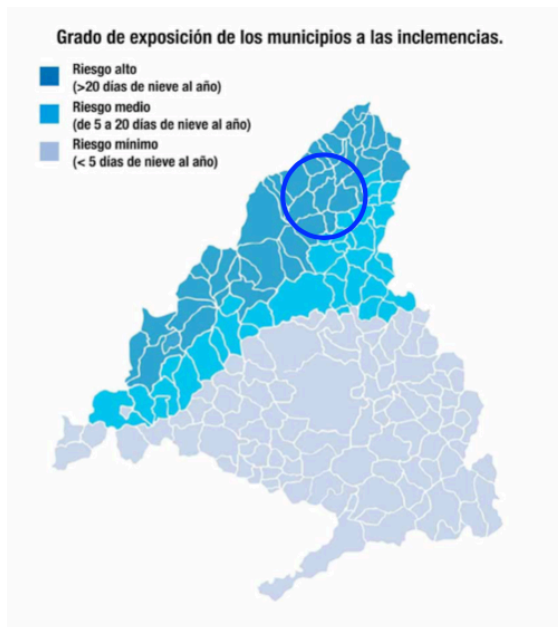 Grado de exposición de los municipios a las inclemencias.
Riesgo alto
(>20 días de nieve al año)
Riesgo medio
(de 5 a 20 días de nieve al año)
Riesgo mínimo
(< 5 días de nieve al año)